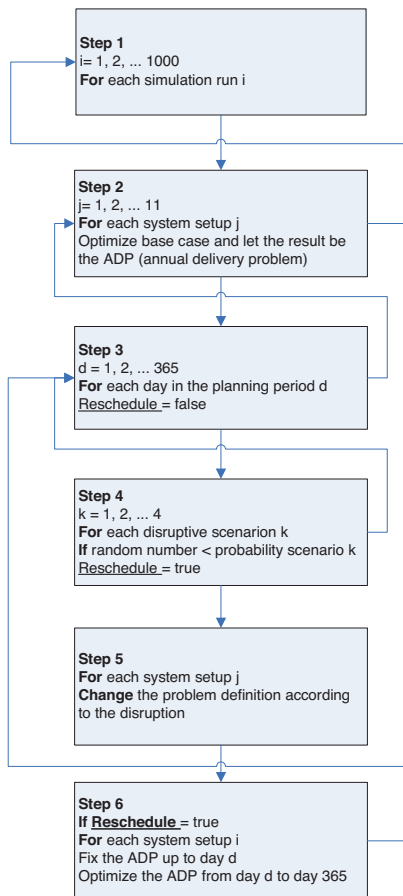 Step 1
i= 1, 2, ... 1000
For each simulation run i
Step 2
j= 1, 2, ... 11
For each system setup j
Optimize base case and let the result be
the ADP (annual delivery problem)
Step 3
d = 1, 2, ... 365
For each day in the planning period d
Reschedule = false
Step 4
k = 1, 2, ... 4
For each disruptive scenarion k
If random number < probability scenario k
Reschedule = true
Step 5
For each system setup j
Change the problem definition according
to the disruption
Step 6
If Reschedule = true
For each system setup i
Fix the ADP up to day d
Optimize the ADP from day d to day 365